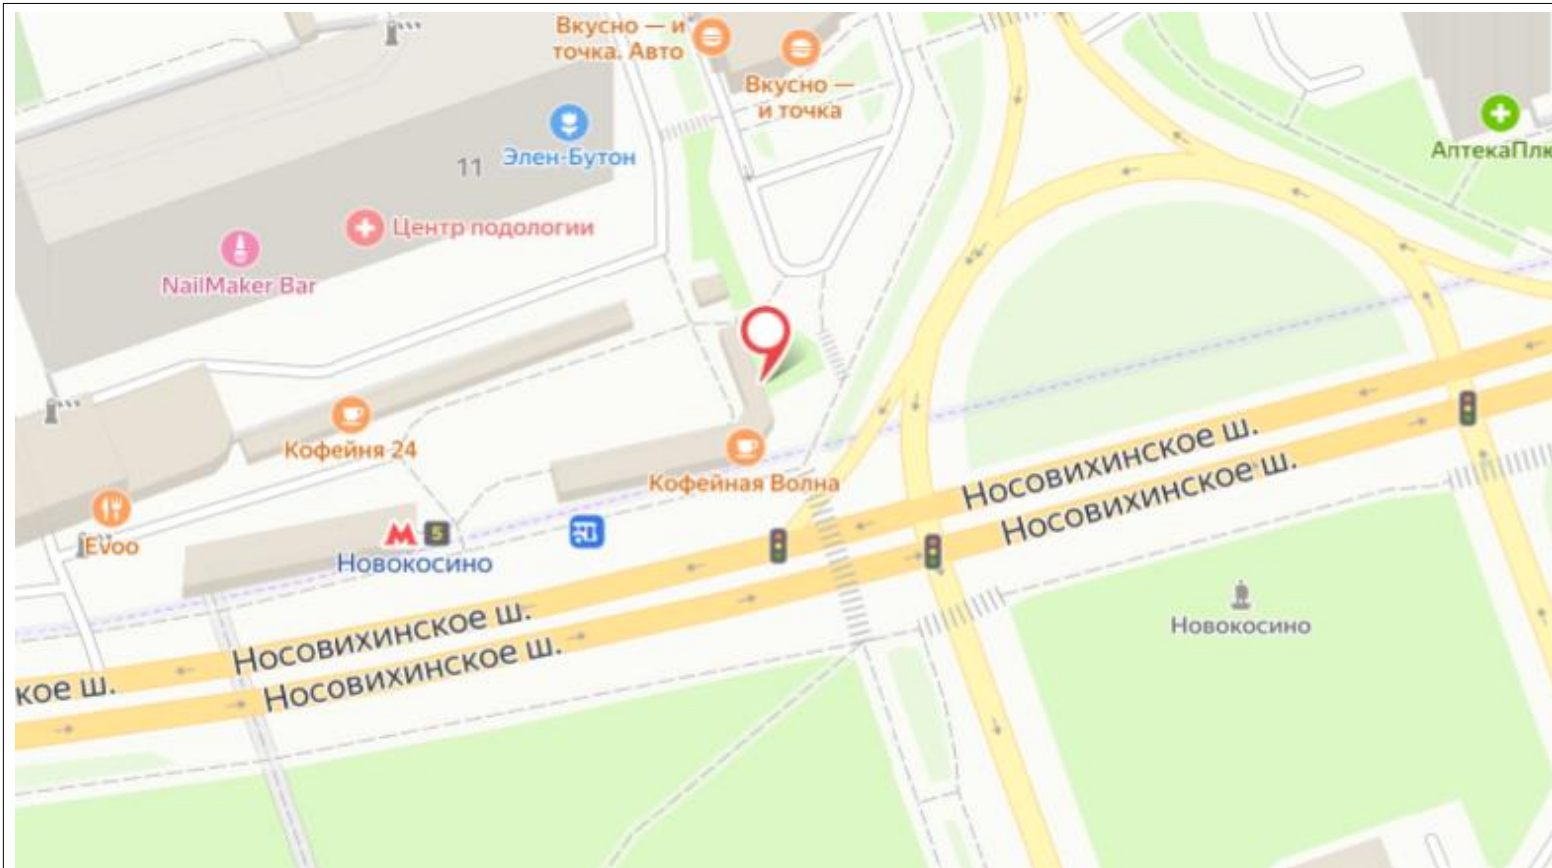 Вкусно — и
точка. Авто
Вкусно —
и точка
Элен-Бутон
11
АптекаПлю
Центр подологии
NailMaker Bar
Кофейня 24
Кофейная Волна
Носовихинское ш.
Носовихинское ш.
Evoo
М 5
Новокосино
Новокосино
Носовихинское ш.
Носовихинское ш.
кое ш.